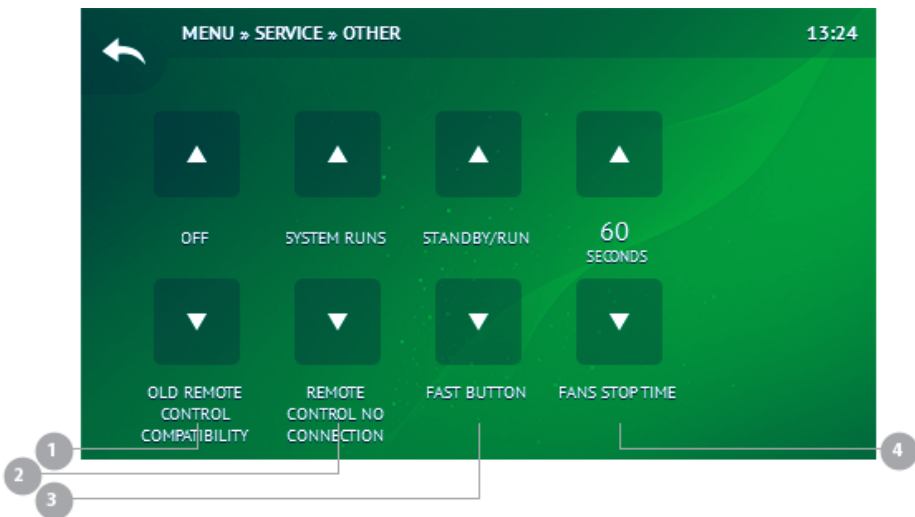 MENU » SERVICE » OTHER
13:24
OFF
SYSTEM RUNS
STANDBY/RUN
60
SECONDS
OLD REMOTE
CONTROL
COMPATIBILITY
REMOTE
CONTROL NO
CONNECTION
FAST BUTTON
FANS STOP TIME
1
2
3
4